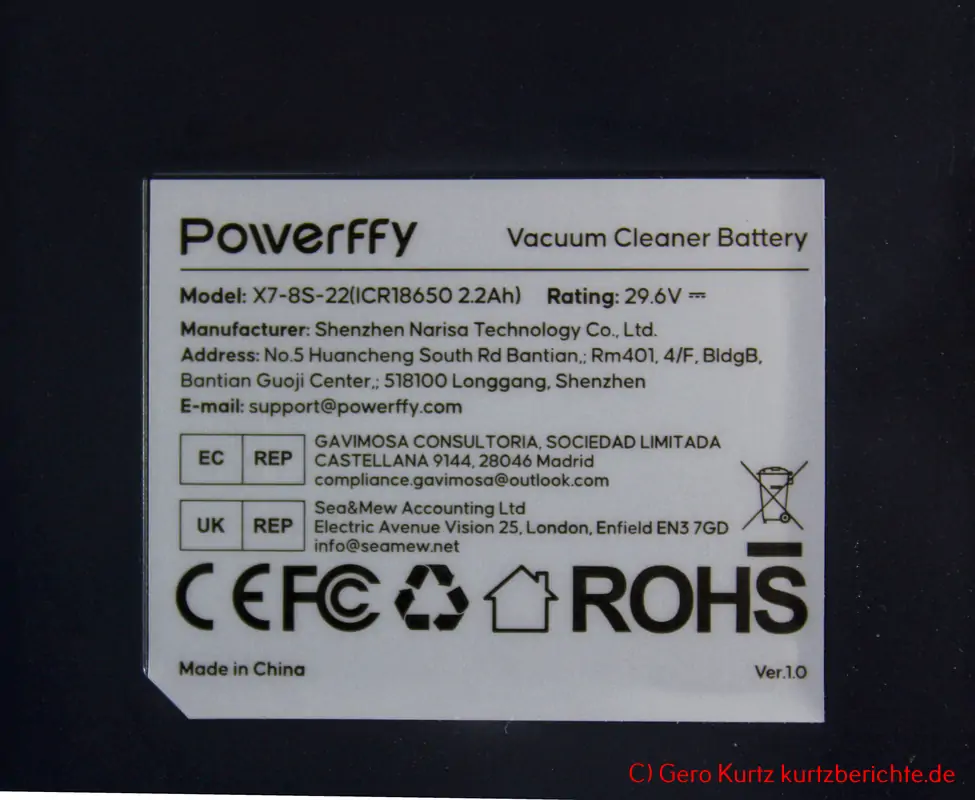 Powerffy
Vacuum Cleaner Battery
Model: X7-8S-22(ICR18650 2.2Ah) Rating: 29.6V ⎓
Manufacturer: Shenzhen Narisa Technology Co., Ltd.
Address: No.5 Huancheng South Rd Bantian,; Rm401, 4/F, BldgB,
Bantian Guoji Center,; 518100 Longgang, Shenzhen
E-mail: support@powerffy.com
EC REP
GAVIMOSA CONSULTORIA, SOCIEDAD LIMITADA
CASTELLANA 9144, 28046 Madrid
compliance.gavimosa@outlook.com
UK REP
Sea&Mew Accounting Ltd
Electric Avenue Vision 25, London, Enfield EN3 7GD
info@seamew.net
CE FC ROHS
Made in China
Ver.1.0
C) Gero Kurtz kurtzberichte.de